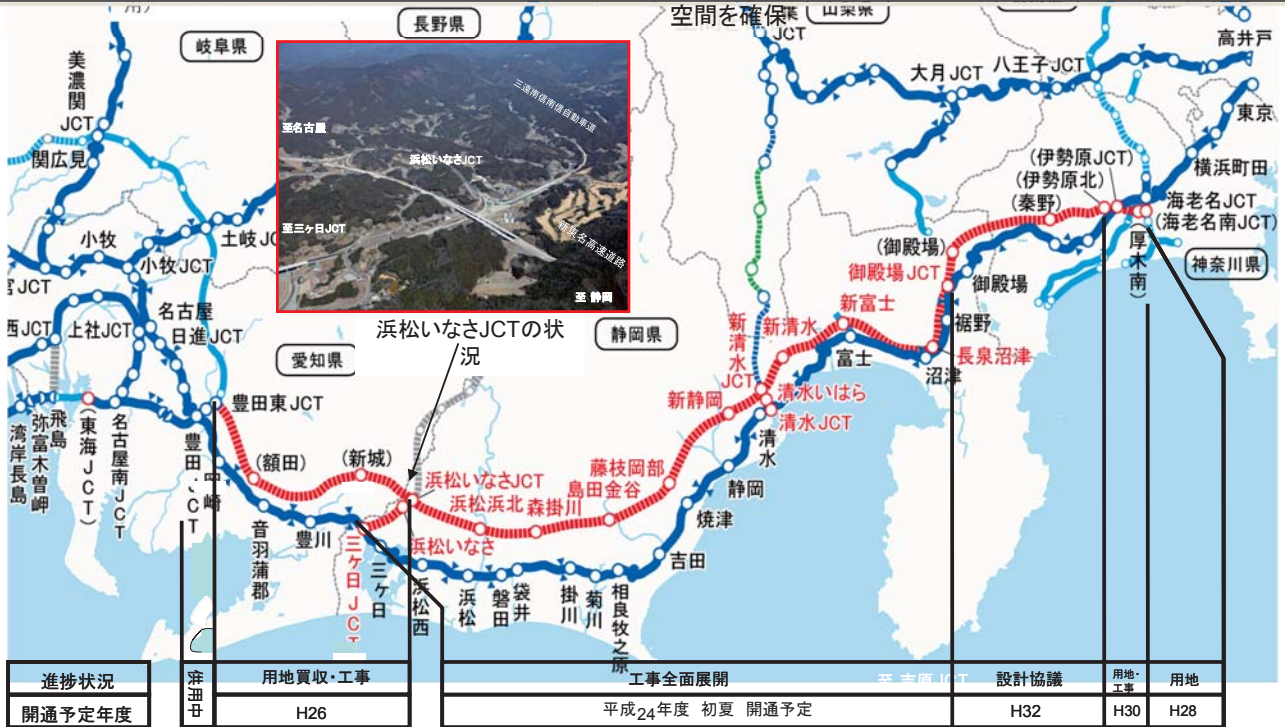 空間を確保
長野県
山梨県
JCT
岐阜県
高井戸
美濃関
JCT
大月JCT
八王子JCT
三遠南信南信自動車道
至名古屋
浜松いなさJCT
東京
関広見
(伊勢原JCT)
(伊勢原北)
横浜町田
(秦野)
海老名JCT
(海老名南JCT)
至三ヶ日JCT
新東名高速道路
至 静岡
小牧
土岐JC
小牧JCT
(御殿場)
(厚木南)
御殿場JCT
御殿場
神奈川県
宮JCT
名古屋
西JCT
上社JCT
日進JCT
浜松いなさJCTの状
況
静岡県
新富士
新清水
新清水JCT
裾野
愛知県
富士
長泉沼津
沼津
豊田東JCT
清水いはら
新静岡
清水JCT
飛島
弥富木曽岬
湾岸長島
(東海JCT)
名古屋南JCT
豊田JCT
(額田)
(新城)
清水
浜松いなさJCT
藤枝岡部
島田金谷
静岡
浜松浜北
森掛川
焼津
音羽蒲郡
豊川
浜松いなさ
吉田
三ヶ日JCT
三ヶ日
浜松西
浜松
磐田
袋井
掛川
菊川
相良牧之原
進捗状況
供用中
用地買収・工事
工事全面展開
至 吉原JCT
設計協議
用地・
工事
用地
開通予定年度
H26
平成24年度 初夏 開通予定
H32
H30
H28